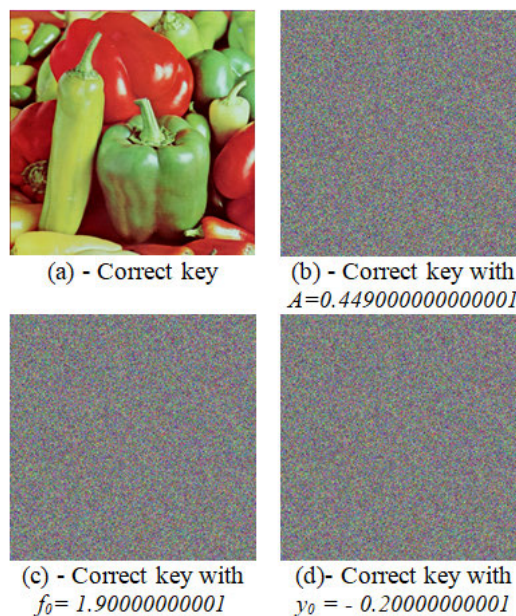 (a) - Correct key
(b) - Correct key with
A=0.449000000000001
(c) - Correct key with
f₀= 1.90000000001
(d)- Correct key with
y₀ = - 0.20000000001